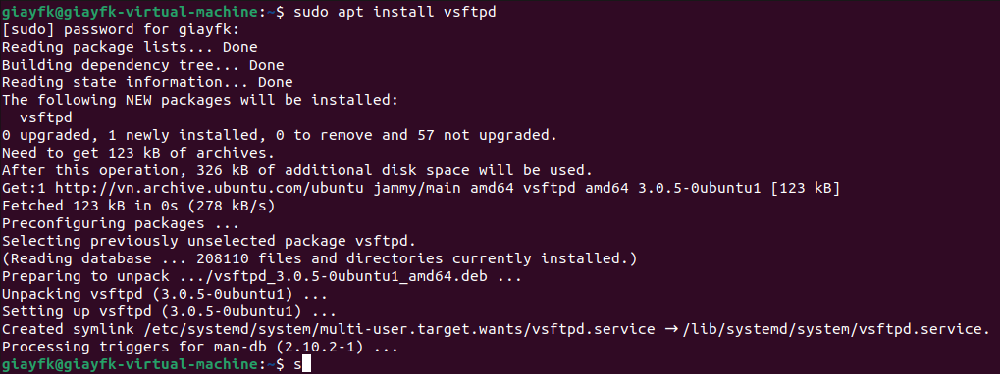 giayfk@giayfk-virtual-machine:~$ sudo apt install vsftpd
[sudo] password for giayfk:
Reading package lists... Done
Building dependency tree... Done
Reading state information... Done
The following NEW packages will be installed:
  vsftpd
0 upgraded, 1 newly installed, 0 to remove and 57 not upgraded.
Need to get 123 kB of archives.
After this operation, 326 kB of additional disk space will be used.
Get:1 http://vn.archive.ubuntu.com/ubuntu jammy/main amd64 vsftpd amd64 3.0.5-0ubuntu1 [123 kB]
Fetched 123 kB in 0s (278 kB/s)
Preconfiguring packages ...
Selecting previously unselected package vsftpd.
(Reading database ... 208110 files and directories currently installed.)
Preparing to unpack .../vsftpd_3.0.5-0ubuntu1_amd64.deb ...
Unpacking vsftpd (3.0.5-0ubuntu1) ...
Setting up vsftpd (3.0.5-0ubuntu1) ...
Created symlink /etc/systemd/system/multi-user.target.wants/vsftpd.service → /lib/systemd/system/vsftpd.service.
Processing triggers for man-db (2.10.2-1) ...
giayfk@giayfk-virtual-machine:~$ s